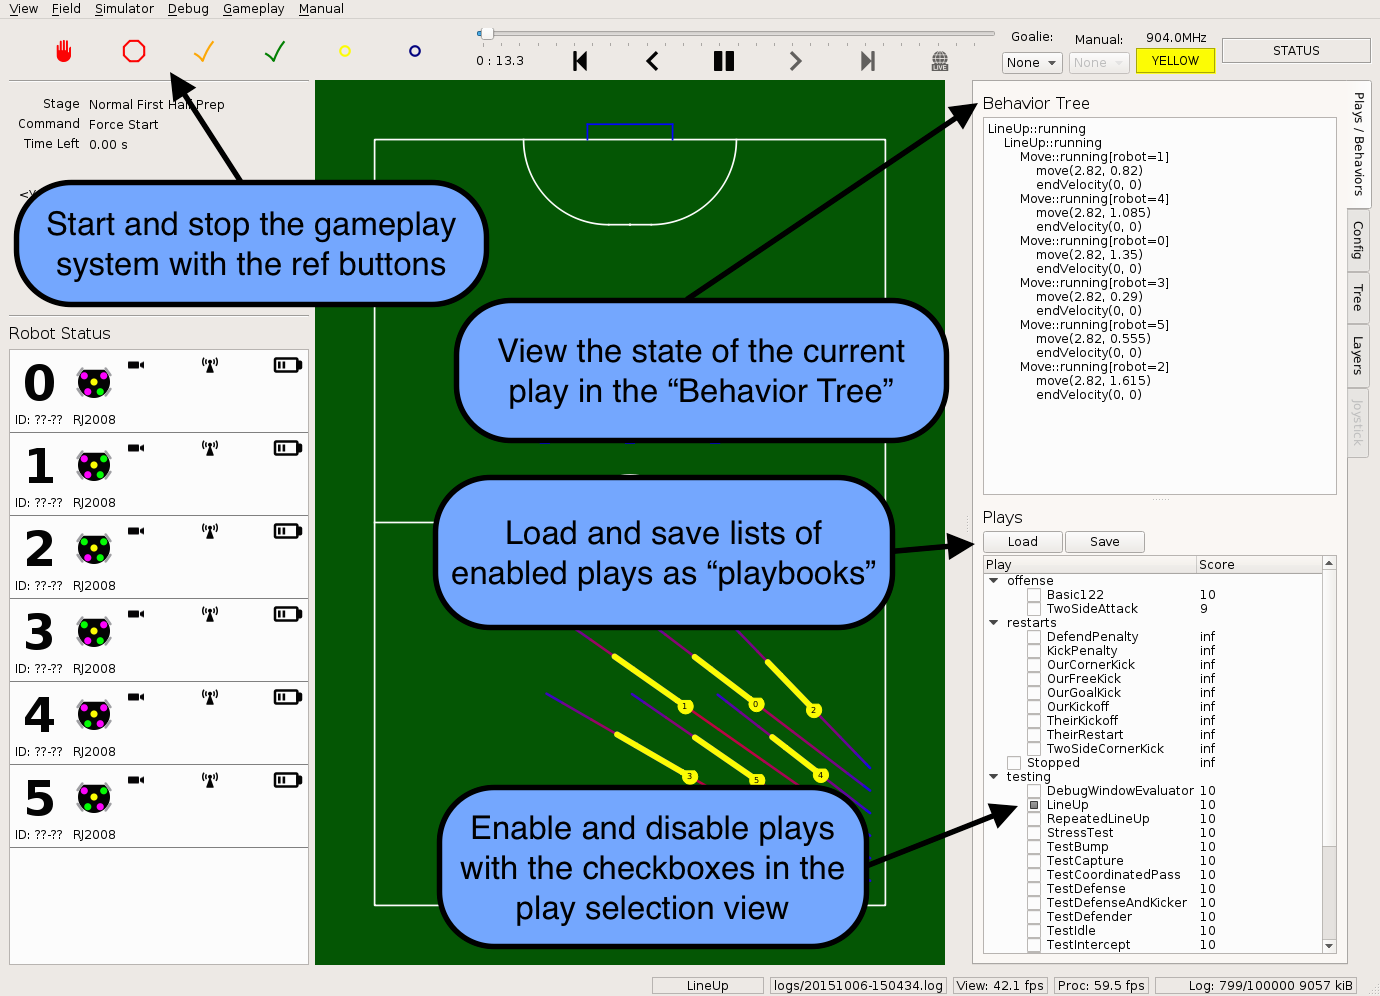 View Field Simulator Debug Gameplay Manual
0 : 13.3
LIVE
Goalie: Manual: 904.0MHz
None None YELLOW STATUS
Stage Normal First Half Prep
Command Force Start
Time Left 0.00 s
Start and stop the gameplay
system with the ref buttons
Robot Status
0
ID: ??-?? RJ2008
1
ID: ??-?? RJ2008
2
ID: ??-?? RJ2008
3
ID: ??-?? RJ2008
4
ID: ??-?? RJ2008
5
ID: ??-?? RJ2008
View the state of the current
play in the “Behavior Tree”
Load and save lists of
enabled plays as “playbooks”
1 0 2
3 5 4
Enable and disable plays
with the checkboxes in the
play selection view
Behavior Tree
LineUp::running
LineUp::running
Move::running[robot=1]
move(2.82, 0.82)
endVelocity(0, 0)
Move::running[robot=4]
move(2.82, 1.085)
endVelocity(0, 0)
Move::running[robot=0]
move(2.82, 1.35)
endVelocity(0, 0)
Move::running[robot=3]
move(2.82, 0.29)
endVelocity(0, 0)
Move::running[robot=5]
move(2.82, 0.555)
endVelocity(0, 0)
Move::running[robot=2]
move(2.82, 1.615)
endVelocity(0, 0)
Plays / Behaviors
Config
Tree
Layers
Joystick
Plays
Load Save
Play Score
offense
Basic122 10
TwoSideAttack 9
restarts
DefendPenalty inf
KickPenalty inf
OurCornerKick inf
OurFreeKick inf
OurGoalKick inf
OurKickoff inf
TheirKickoff inf
TheirRestart inf
TwoSideCornerKick inf
Stopped inf
testing
DebugWindowEvaluator 10
LineUp 10
RepeatedLineUp 10
StressTest 10
TestBump 10
TestCapture 10
TestCoordinatedPass 10
TestDefense 10
TestDefenseAndKicker 10
TestDefender 10
TestIdle 10
TestIntercept 10
LineUp logs/20151006-150434.log View: 42.1 fps Proc: 59.5 fps Log: 799/100000 9057 kiB